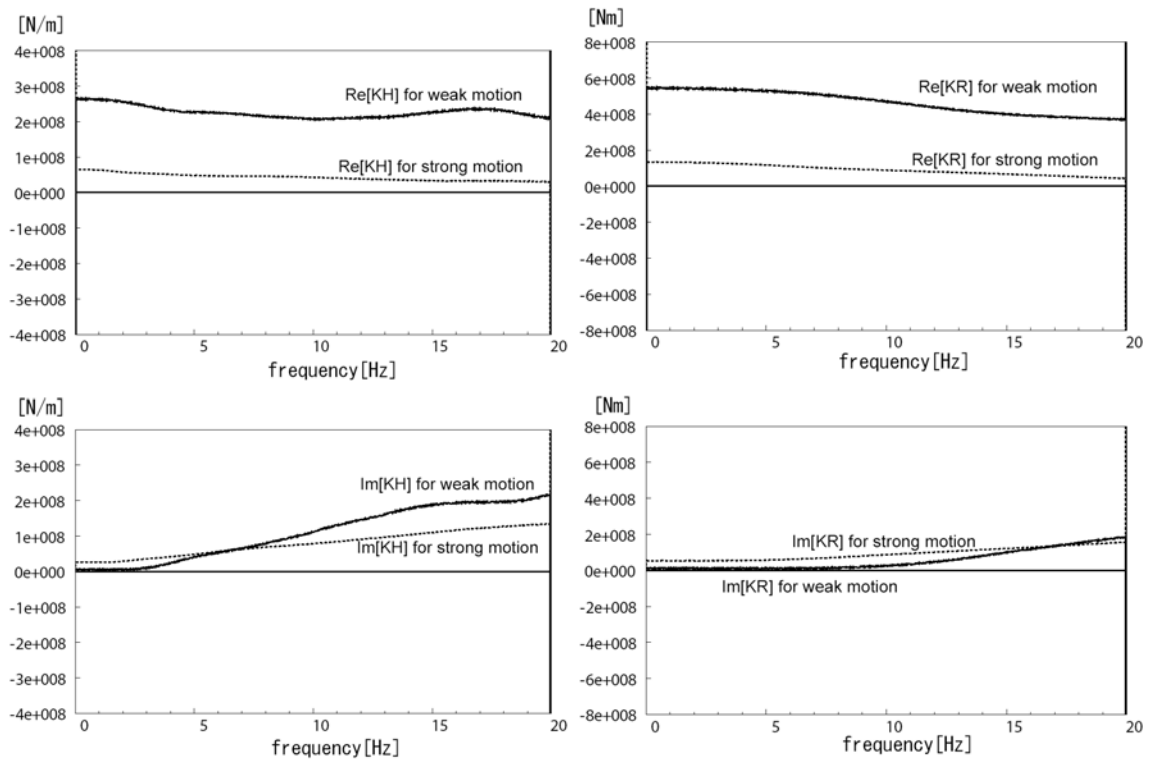 [N/m]
4e+008
3e+008
2e+008
1e+008
0e+000
-1e+008
-2e+008
-3e+008
-4e+008
Re[KH] for weak motion
Re[KH] for strong motion
0 5 10 15 20
frequency[Hz]
[Nm]
8e+008
6e+008
4e+008
2e+008
0e+000
-2e+008
-4e+008
-6e+008
-8e+008
Re[KR] for weak motion
Re[KR] for strong motion
0 5 10 15 20
frequency[Hz]
[N/m]
4e+008
3e+008
2e+008
1e+008
0e+000
-1e+008
-2e+008
-3e+008
-4e+008
Im[KH] for weak motion
Im[KH] for strong motion
0 5 10 15 20
frequency[Hz]
[Nm]
8e+008
6e+008
4e+008
2e+008
0e+000
-2e+008
-4e+008
-6e+008
-8e+008
Im[KR] for strong motion
Im[KR] for weak motion
0 5 10 15 20
frequency[Hz]